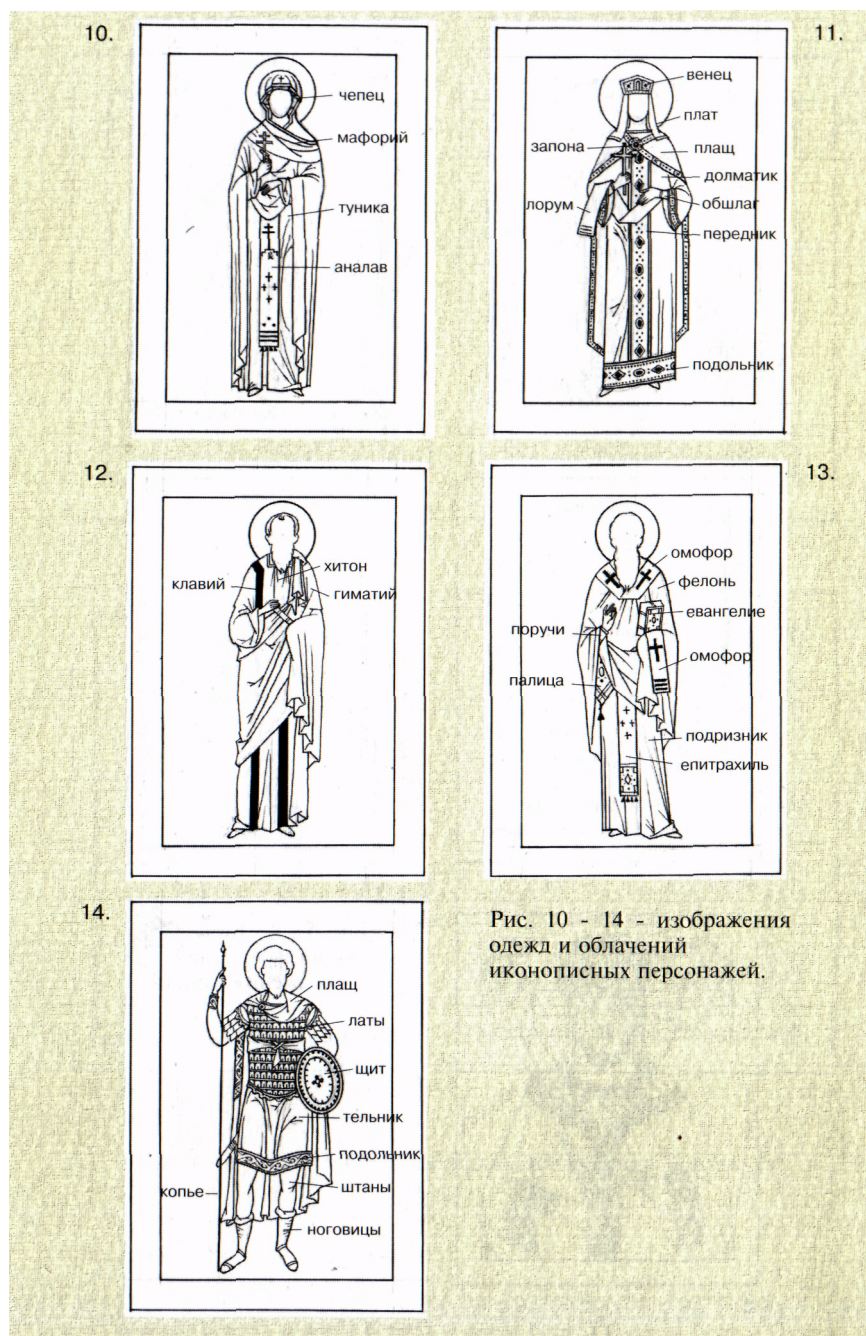 10.
чепец
мафорий
туника
аналав
11.
венец
плат
запона
плащ
долматик
лорум
обшлаг
передник
подольник
12.
хитон
клавий
гиматий
13.
омофор
фелонь
евангелие
поручи
омофор
палица
подризник
епитрахиль
14.
плащ
латы
щит
тельник
подольник
копье
штаны
ноговицы
Рис. 10 - 14 - изображения
одежд и облачений
иконописных персонажей.